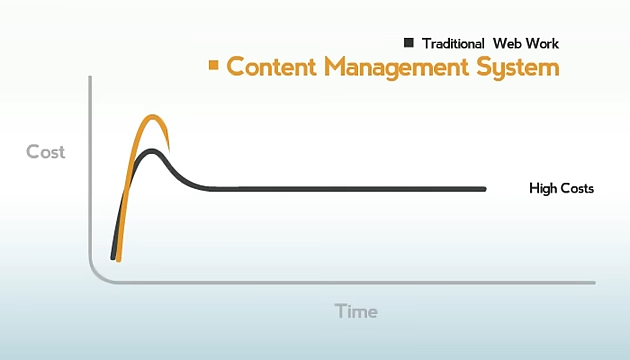 Traditional Web Work
Content Management System
Cost
High Costs
Time